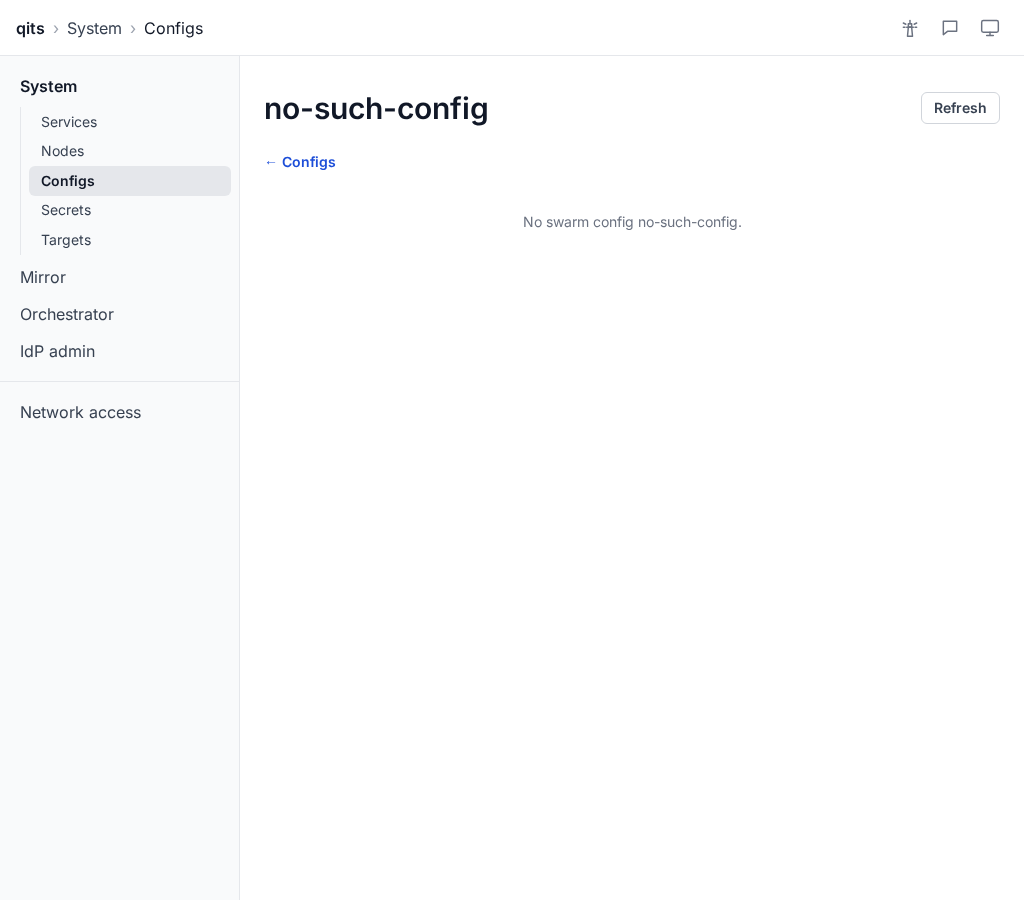 qits › System › Configs
System
Services
Nodes
Configs
Secrets
Targets
Mirror
Orchestrator
IdP admin
Network access
no-such-config
Refresh
← Configs
No swarm config no-such-config.